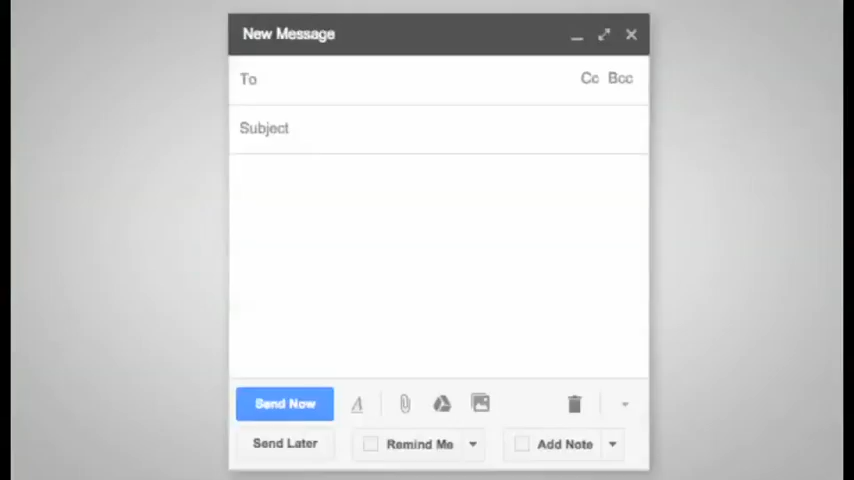 New Message
To Cc Bcc
Subject
Send Now
Send Later Remind Me Add Note